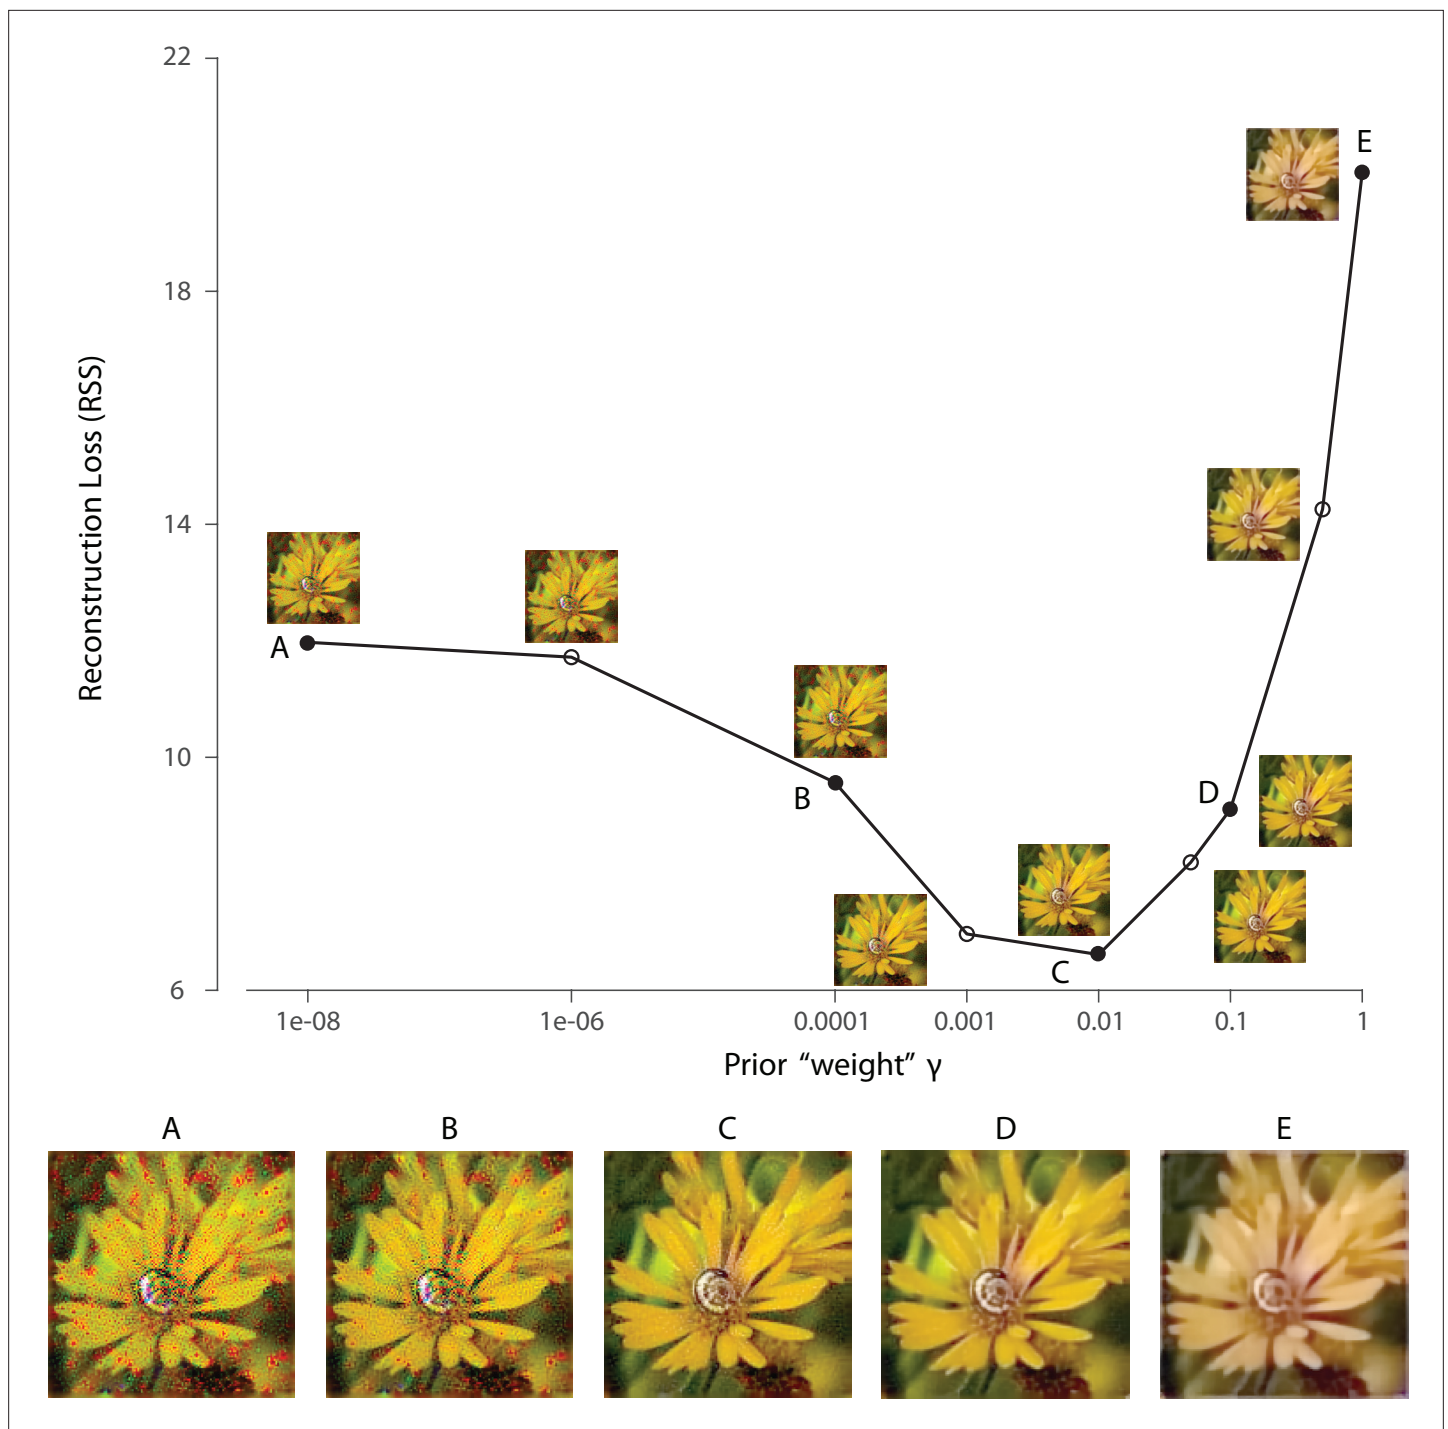 22
18
14
10
6
Reconstruction Loss (RSS)
E
A
B
D
C
1e-08 1e-06 0.0001 0.001 0.01 0.1 1
Prior “weight” γ
A B C D E